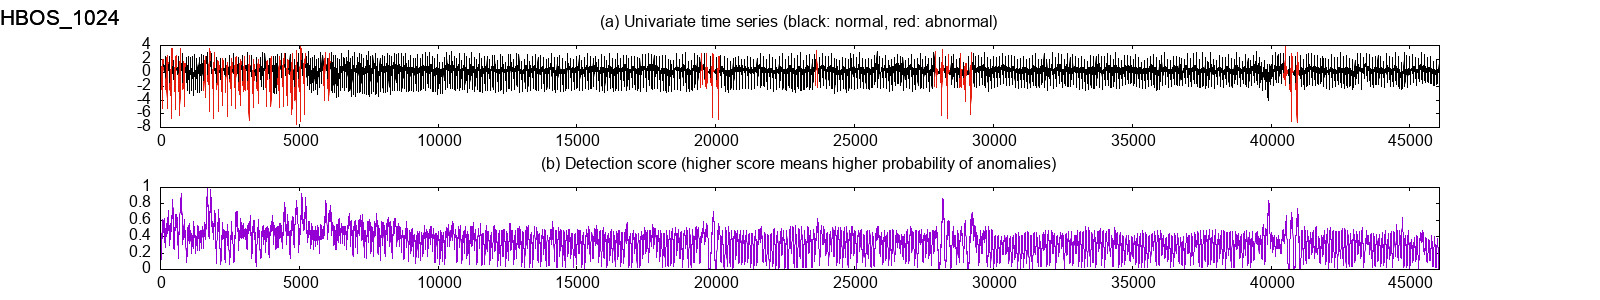 HBOS_1024
(a) Univariate time series (black: normal, red: abnormal)
4
2
0
-2
-4
-6
-8
0 5000 10000 15000 20000 25000 30000 35000 40000 45000
(b) Detection score (higher score means higher probability of anomalies)
1
0.8
0.6
0.4
0.2
0
0 5000 10000 15000 20000 25000 30000 35000 40000 45000